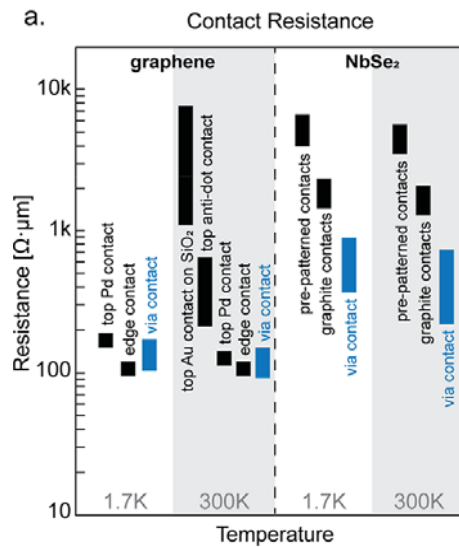 a.
Contact Resistance
graphene
NbSe₂
Resistance [Ω·μm]
10k
1k
100
10
top Pd contact
edge contact
via contact
top Au contact on SiO₂
top anti-dot contact
top Pd contact
edge contact
via contact
pre-patterned contacts
graphite contacts
via contact
pre-patterned contacts
graphite contacts
via contact
1.7K
300K
1.7K
300K
Temperature